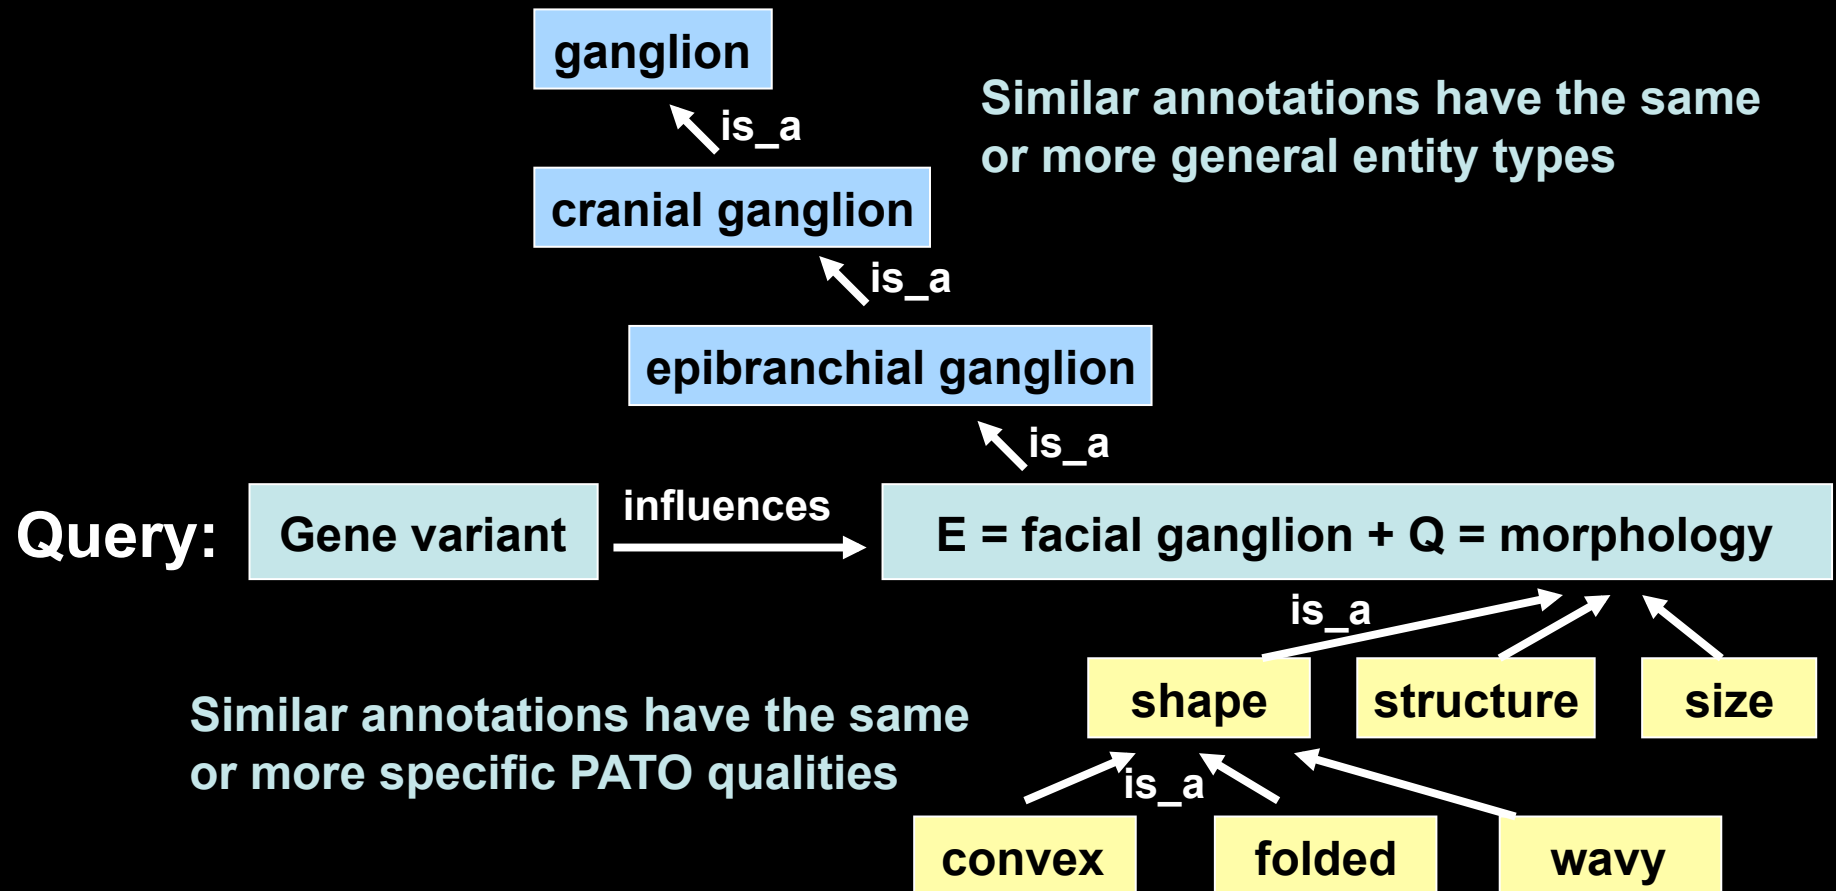 ganglion
Similar annotations have the same
or more general entity types
is_a
cranial ganglion
is_a
epibranchial ganglion
is_a
Query:
Gene variant
influences
E = facial ganglion + Q = morphology
is_a
shape
structure
size
Similar annotations have the same
or more specific PATO qualities
is_a
convex
folded
wavy